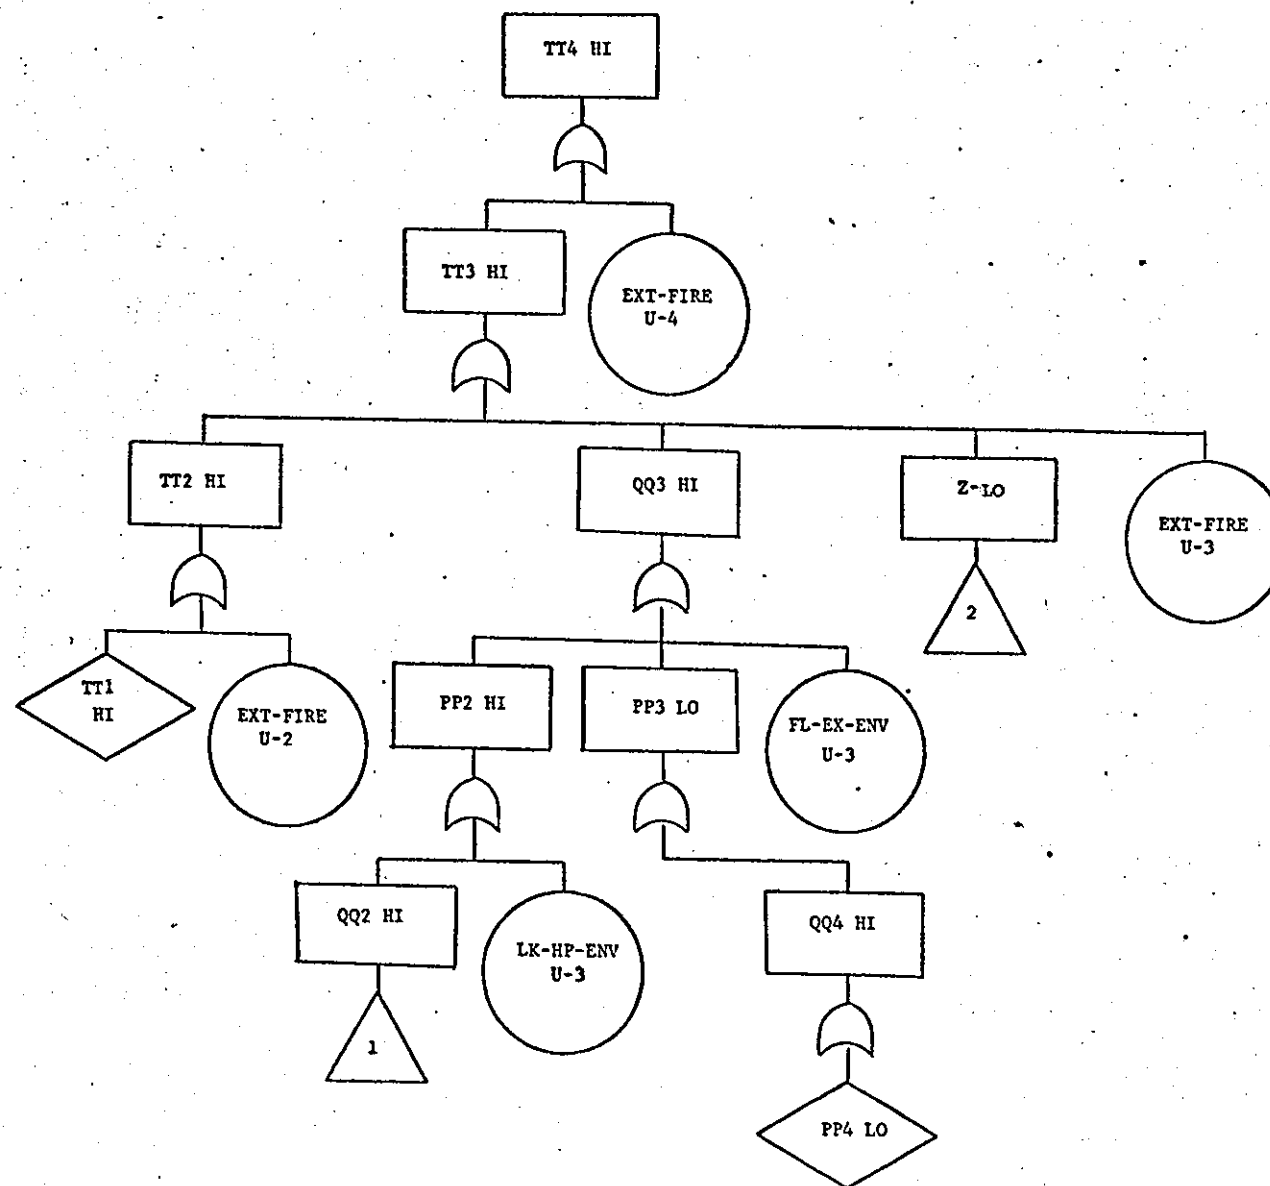 TT4 HI
TT3 HI
EXT-FIRE
U-4
TT2 HI
QQ3 HI
Z-LO
EXT-FIRE
U-3
2
TT1
HI
EXT-FIRE
U-2
PP2 HI
PP3 LO
FL-EX-ENV
U-3
QQ2 HI
LK-HP-ENV
U-3
QQ4 HI
1
PP4 LO